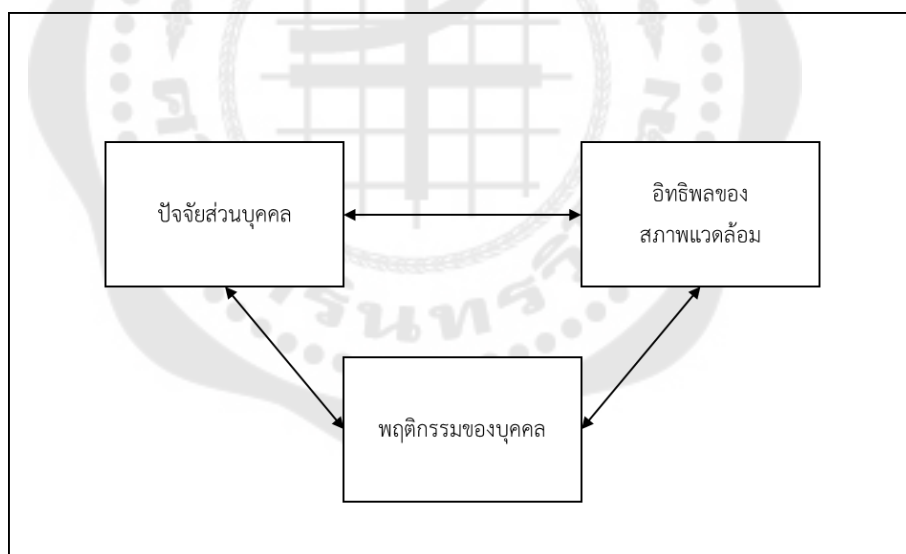 ปัจจัยส่วนบุคคล
อิทธิพลของ
สภาพแวดล้อม
พฤติกรรมของบุคคล